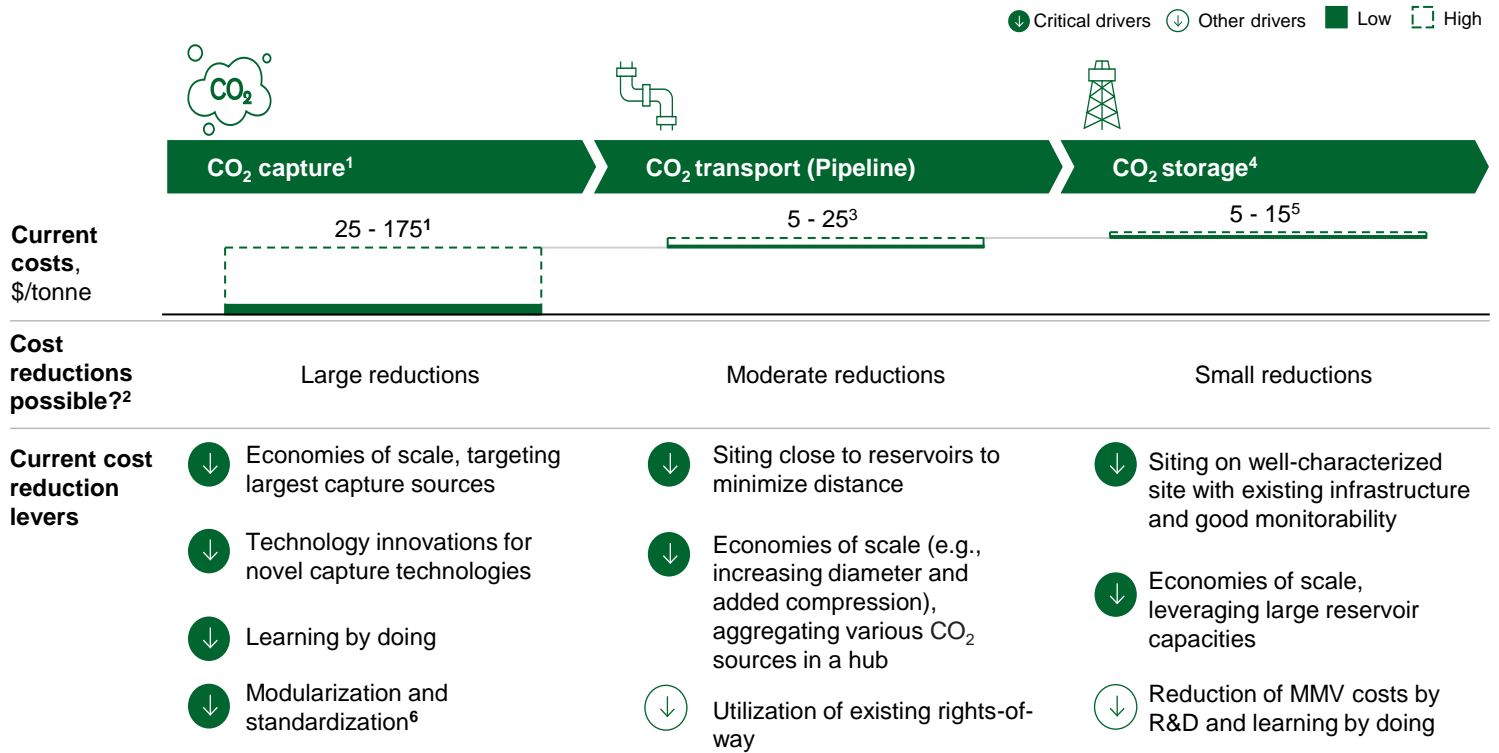 Critical drivers Other drivers Low High
CO₂
CO₂ capture¹ CO₂ transport (Pipeline) CO₂ storage⁴
Current
costs,
$/tonne
25 - 175¹ 5 - 25³ 5 - 15⁵
Cost
reductions
possible?²
Large reductions Moderate reductions Small reductions
Current cost
reduction
levers
Economies of scale, targeting
largest capture sources
Technology innovations for
novel capture technologies
Learning by doing
Modularization and
standardization⁶
Siting close to reservoirs to
minimize distance
Economies of scale (e.g.,
increasing diameter and
added compression),
aggregating various CO₂
sources in a hub
Utilization of existing rights-of-
way
Siting on well-characterized
site with existing infrastructure
and good monitorability
Economies of scale,
leveraging large reservoir
capacities
Reduction of MMV costs by
R&D and learning by doing